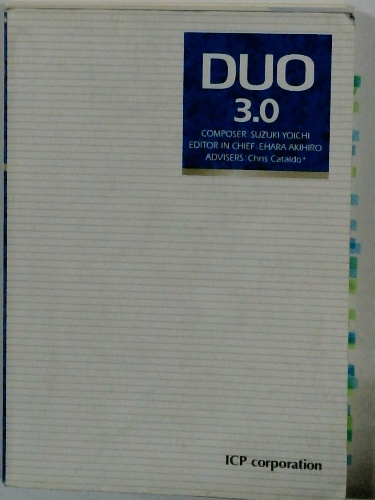 DUO
3.0
COMPOSER SUZUKI YOICHI
EDITOR IN CHIEF EHARA AKIHIRO
ADVISERS Chris Cataldo+
ICP corporation